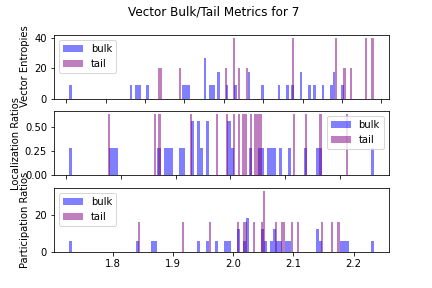 Vector Bulk/Tail Metrics for 7
Vector Entropies
40
20
0
bulk
tail
Localization Ratios
0.50
0.25
0.00
bulk
tail
Participation Ratios
20
0
bulk
tail
1.8 1.9 2.0 2.1 2.2